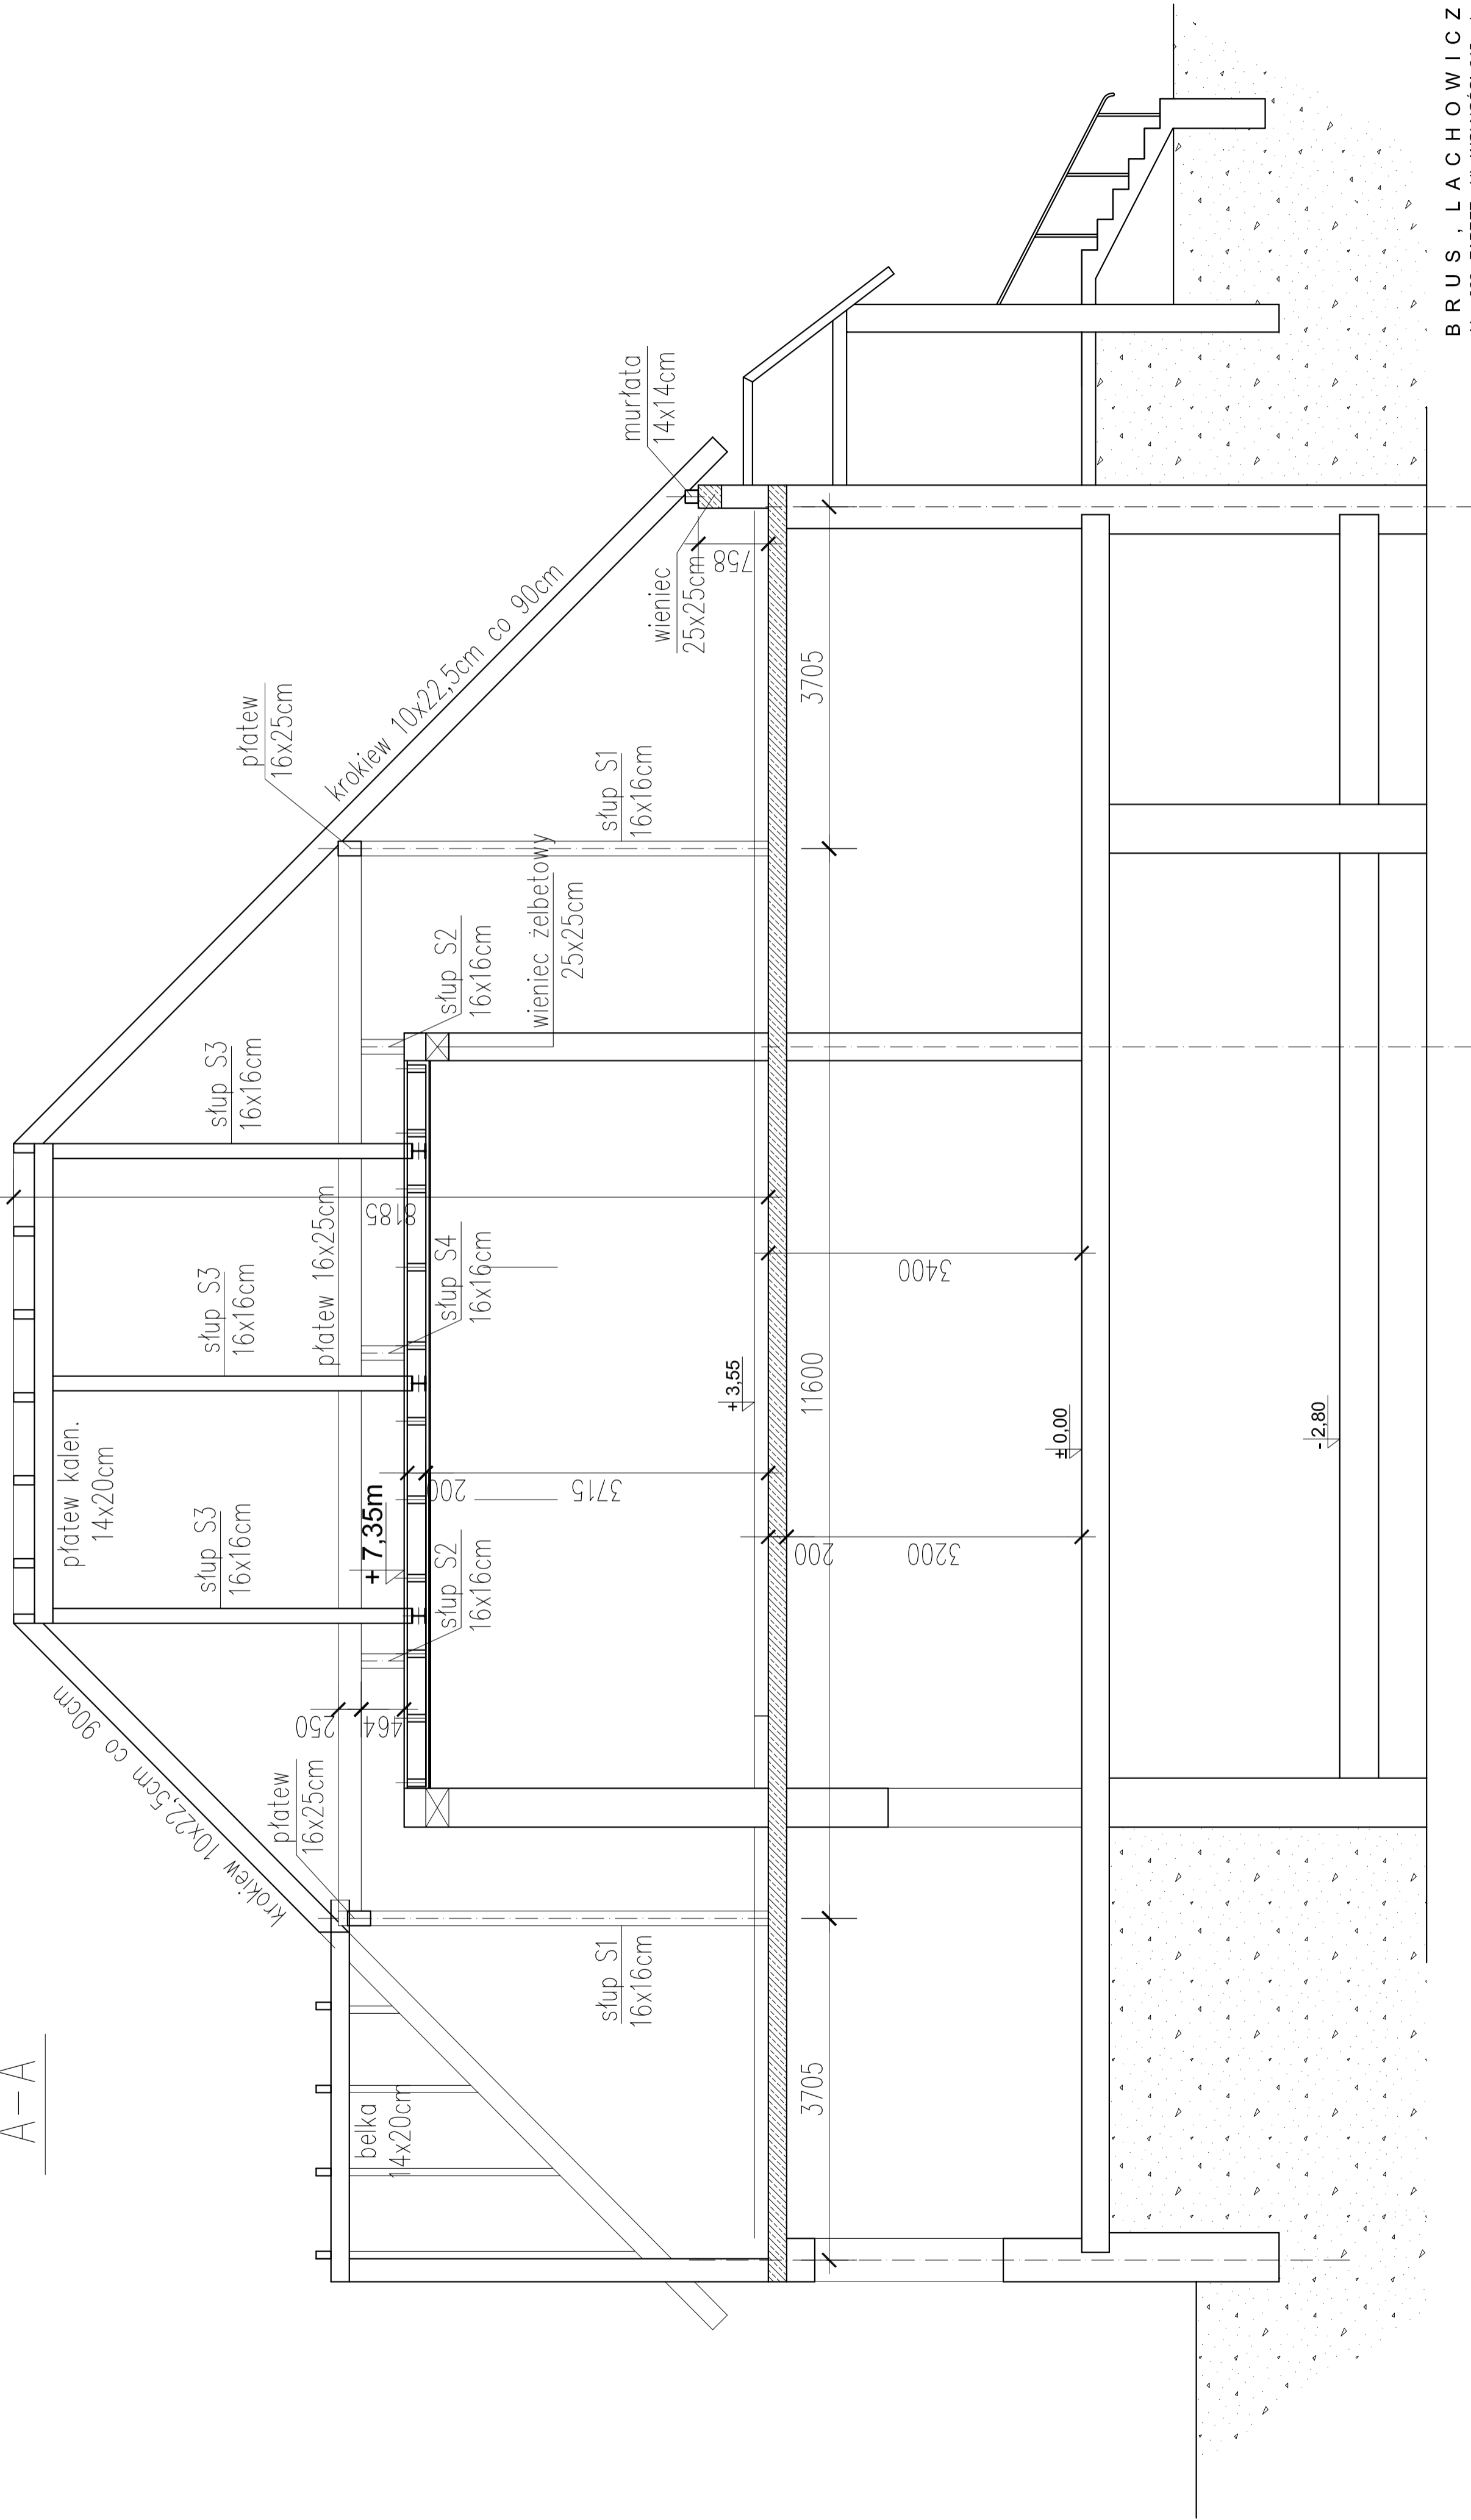 A-A
płatew kalen.
14x20cm
krokiew 10x22,5cm co 90cm
słup S3
16x16cm
słup S3
16x16cm
słup S3
16x16cm
płatew
16x25cm
płatew
16x25cm
krokiew 10x22,5cm co 90cm
płatew 16x25cm
250
464
+ 7,35m
8185
belka
14x20cm
słup S2
16x16cm
słup S4
16x16cm
słup S2
16x16cm
200
3715
wieniec żelbetowy
25x25cm
słup S1
16x16cm
słup S1
16x16cm
murłata
14x14cm
wieniec
25x25cm
758
+ 3,55
3705
11600
3705
200
3200
3400
± 0,00
- 2,80
BRUS, LACHOWICZ